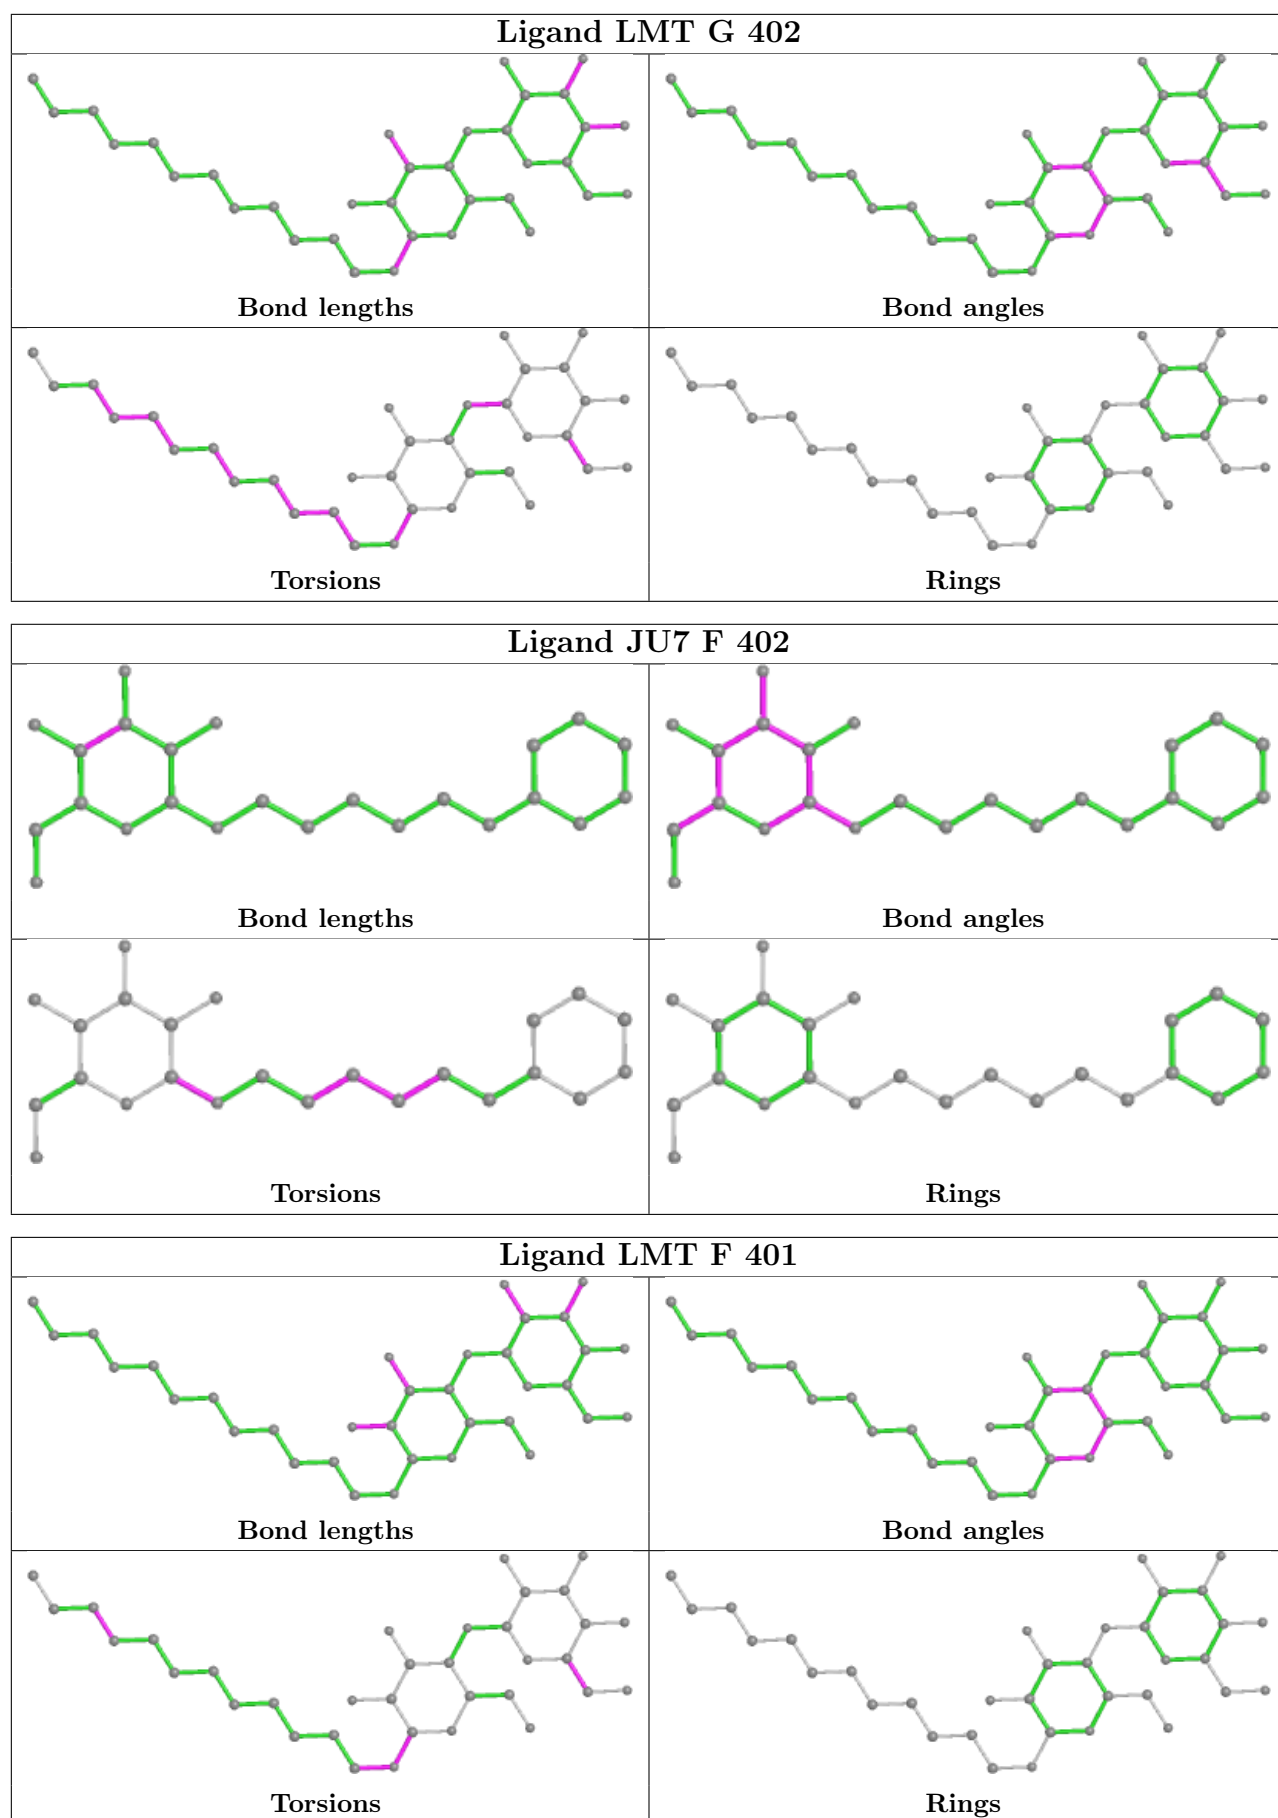 Ligand LMT G 402
Bond lengths
Bond angles
Torsions
Rings
Ligand JU7 F 402
Bond lengths
Bond angles
Torsions
Rings
Ligand LMT F 401
Bond lengths
Bond angles
Torsions
Rings